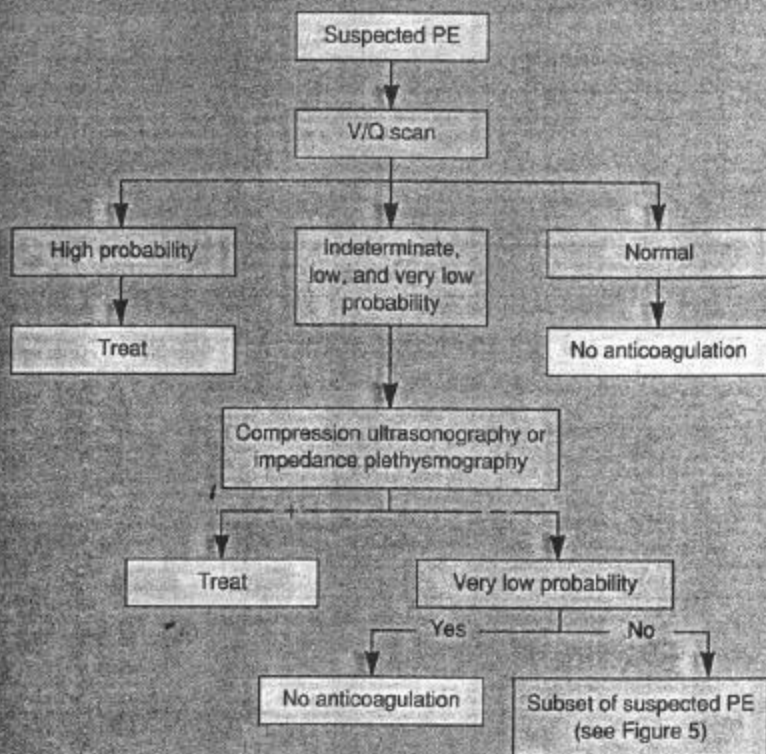 Suspected PE
V/Q scan
High probability
Indeterminate,
low, and very low
probability
Normal
Treat
No anticoagulation
Compression ultrasonography or
impedance plethysmography
+
–
Treat
Very low probability
Yes
No
No anticoagulation
Subset of suspected PE
(see Figure 5)